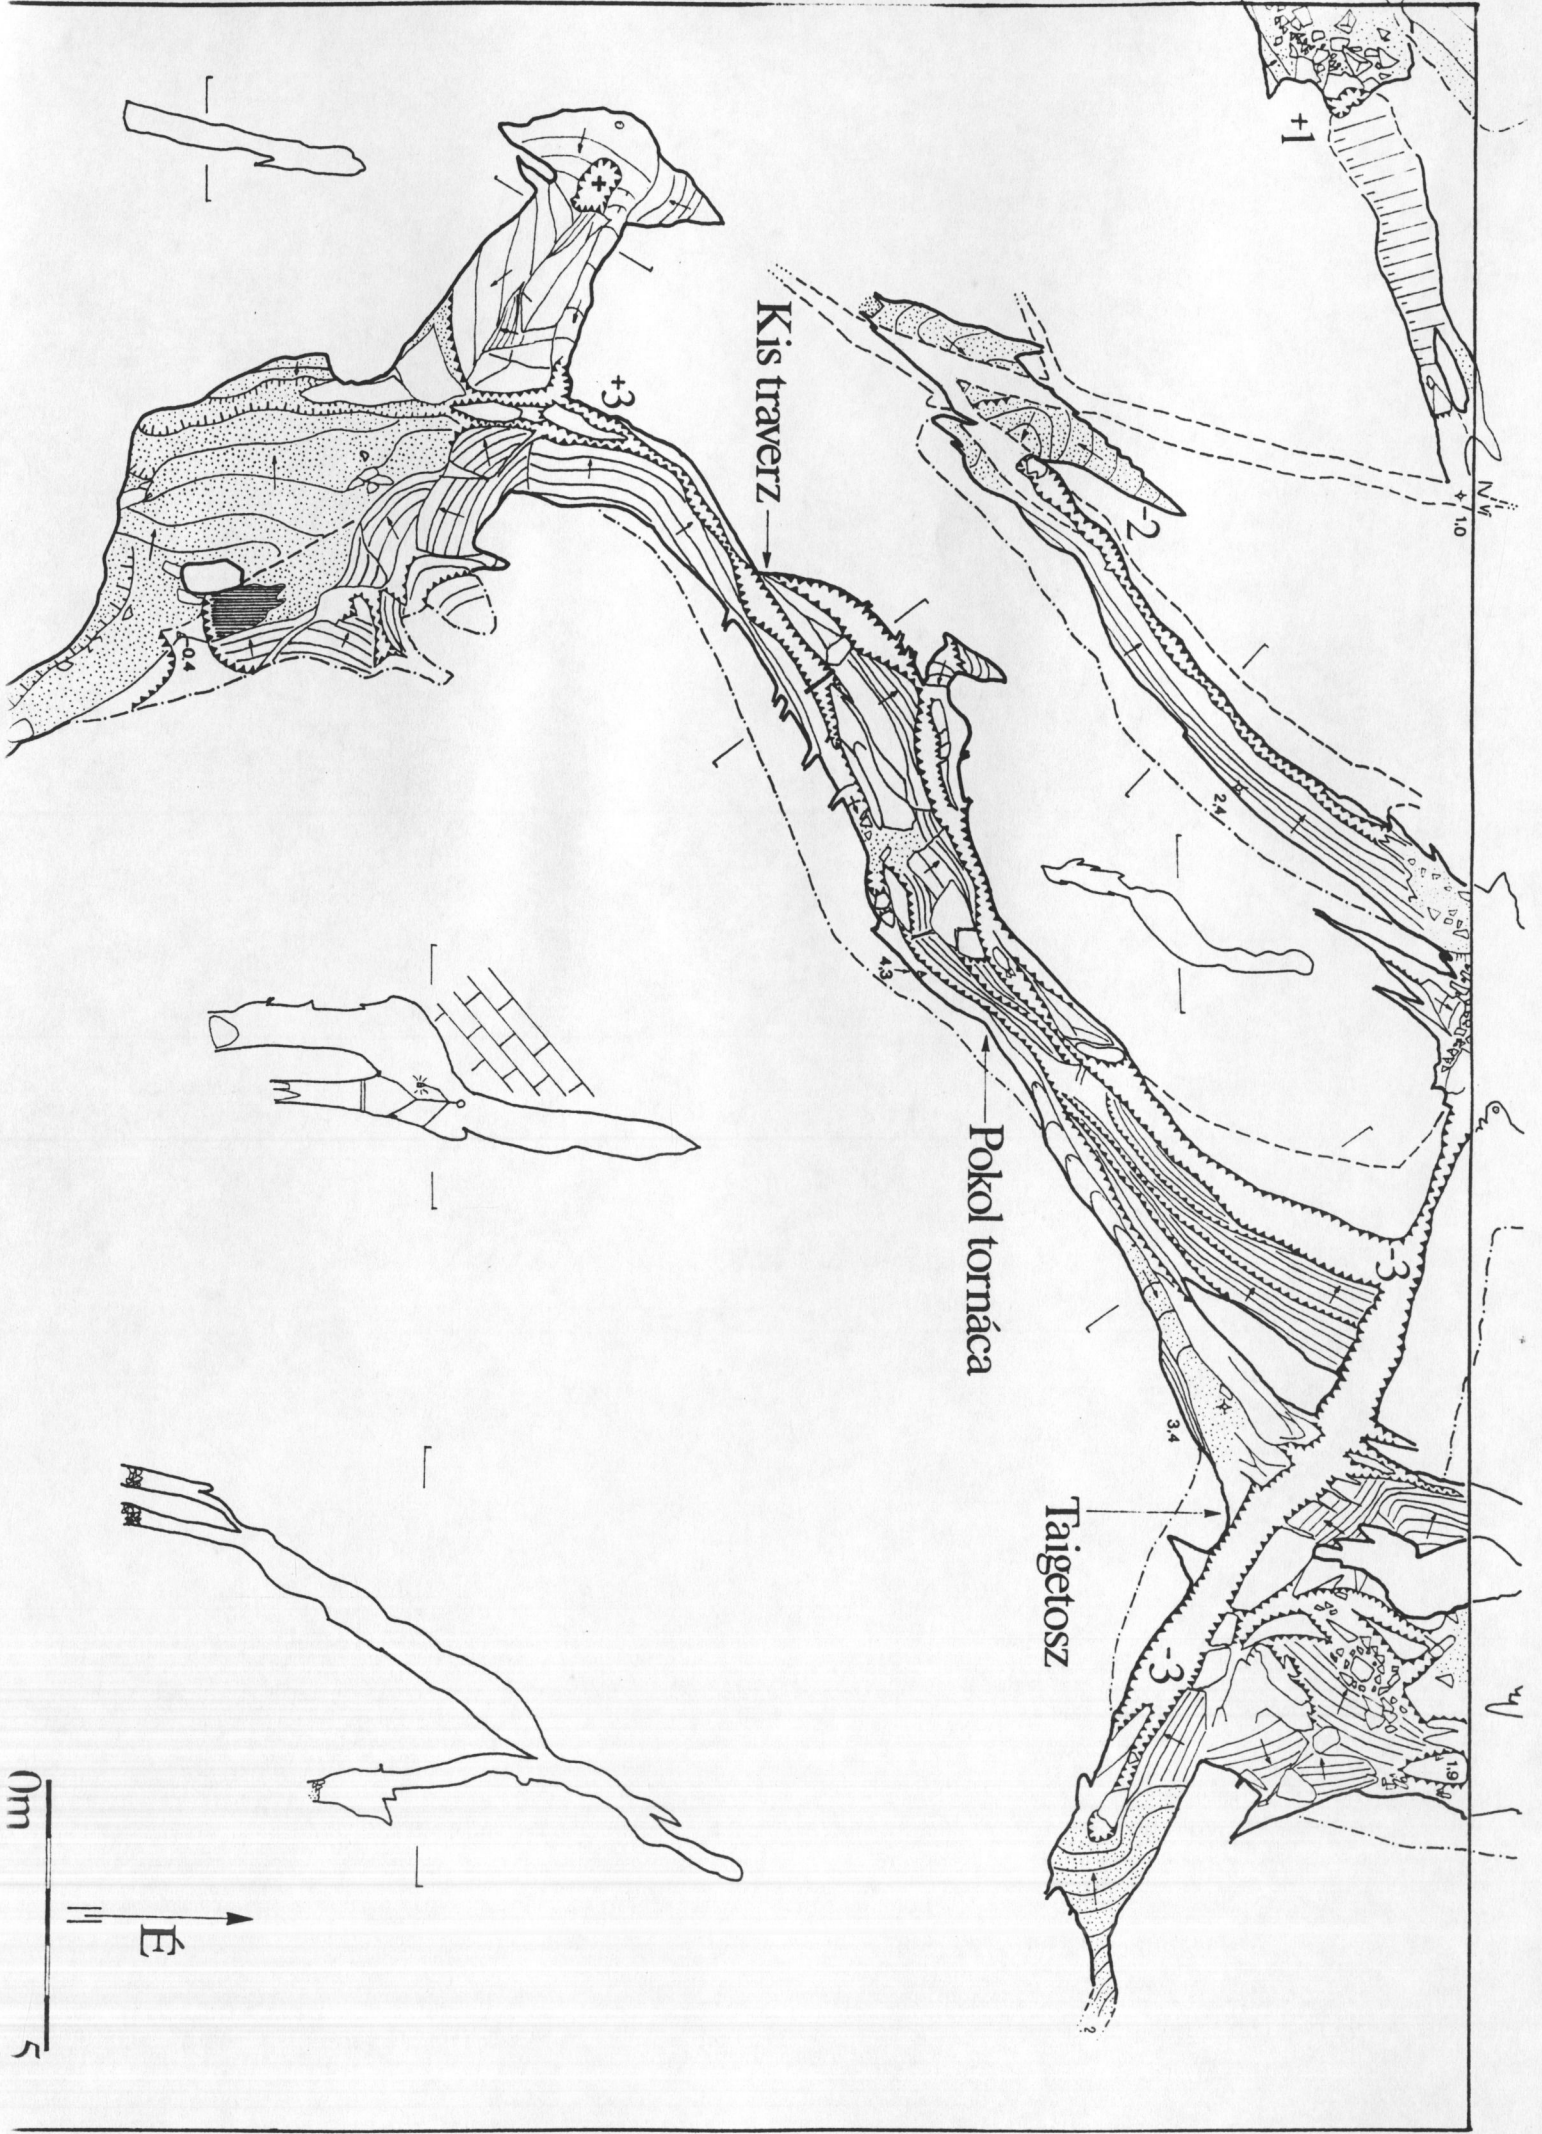 +1
1.0
-2
+3
Kis traverz
2,4
-0,4
4,3
Pokol tornáca
-3
3,4
Taigetosz
-3
1.9
?
0m 5
É